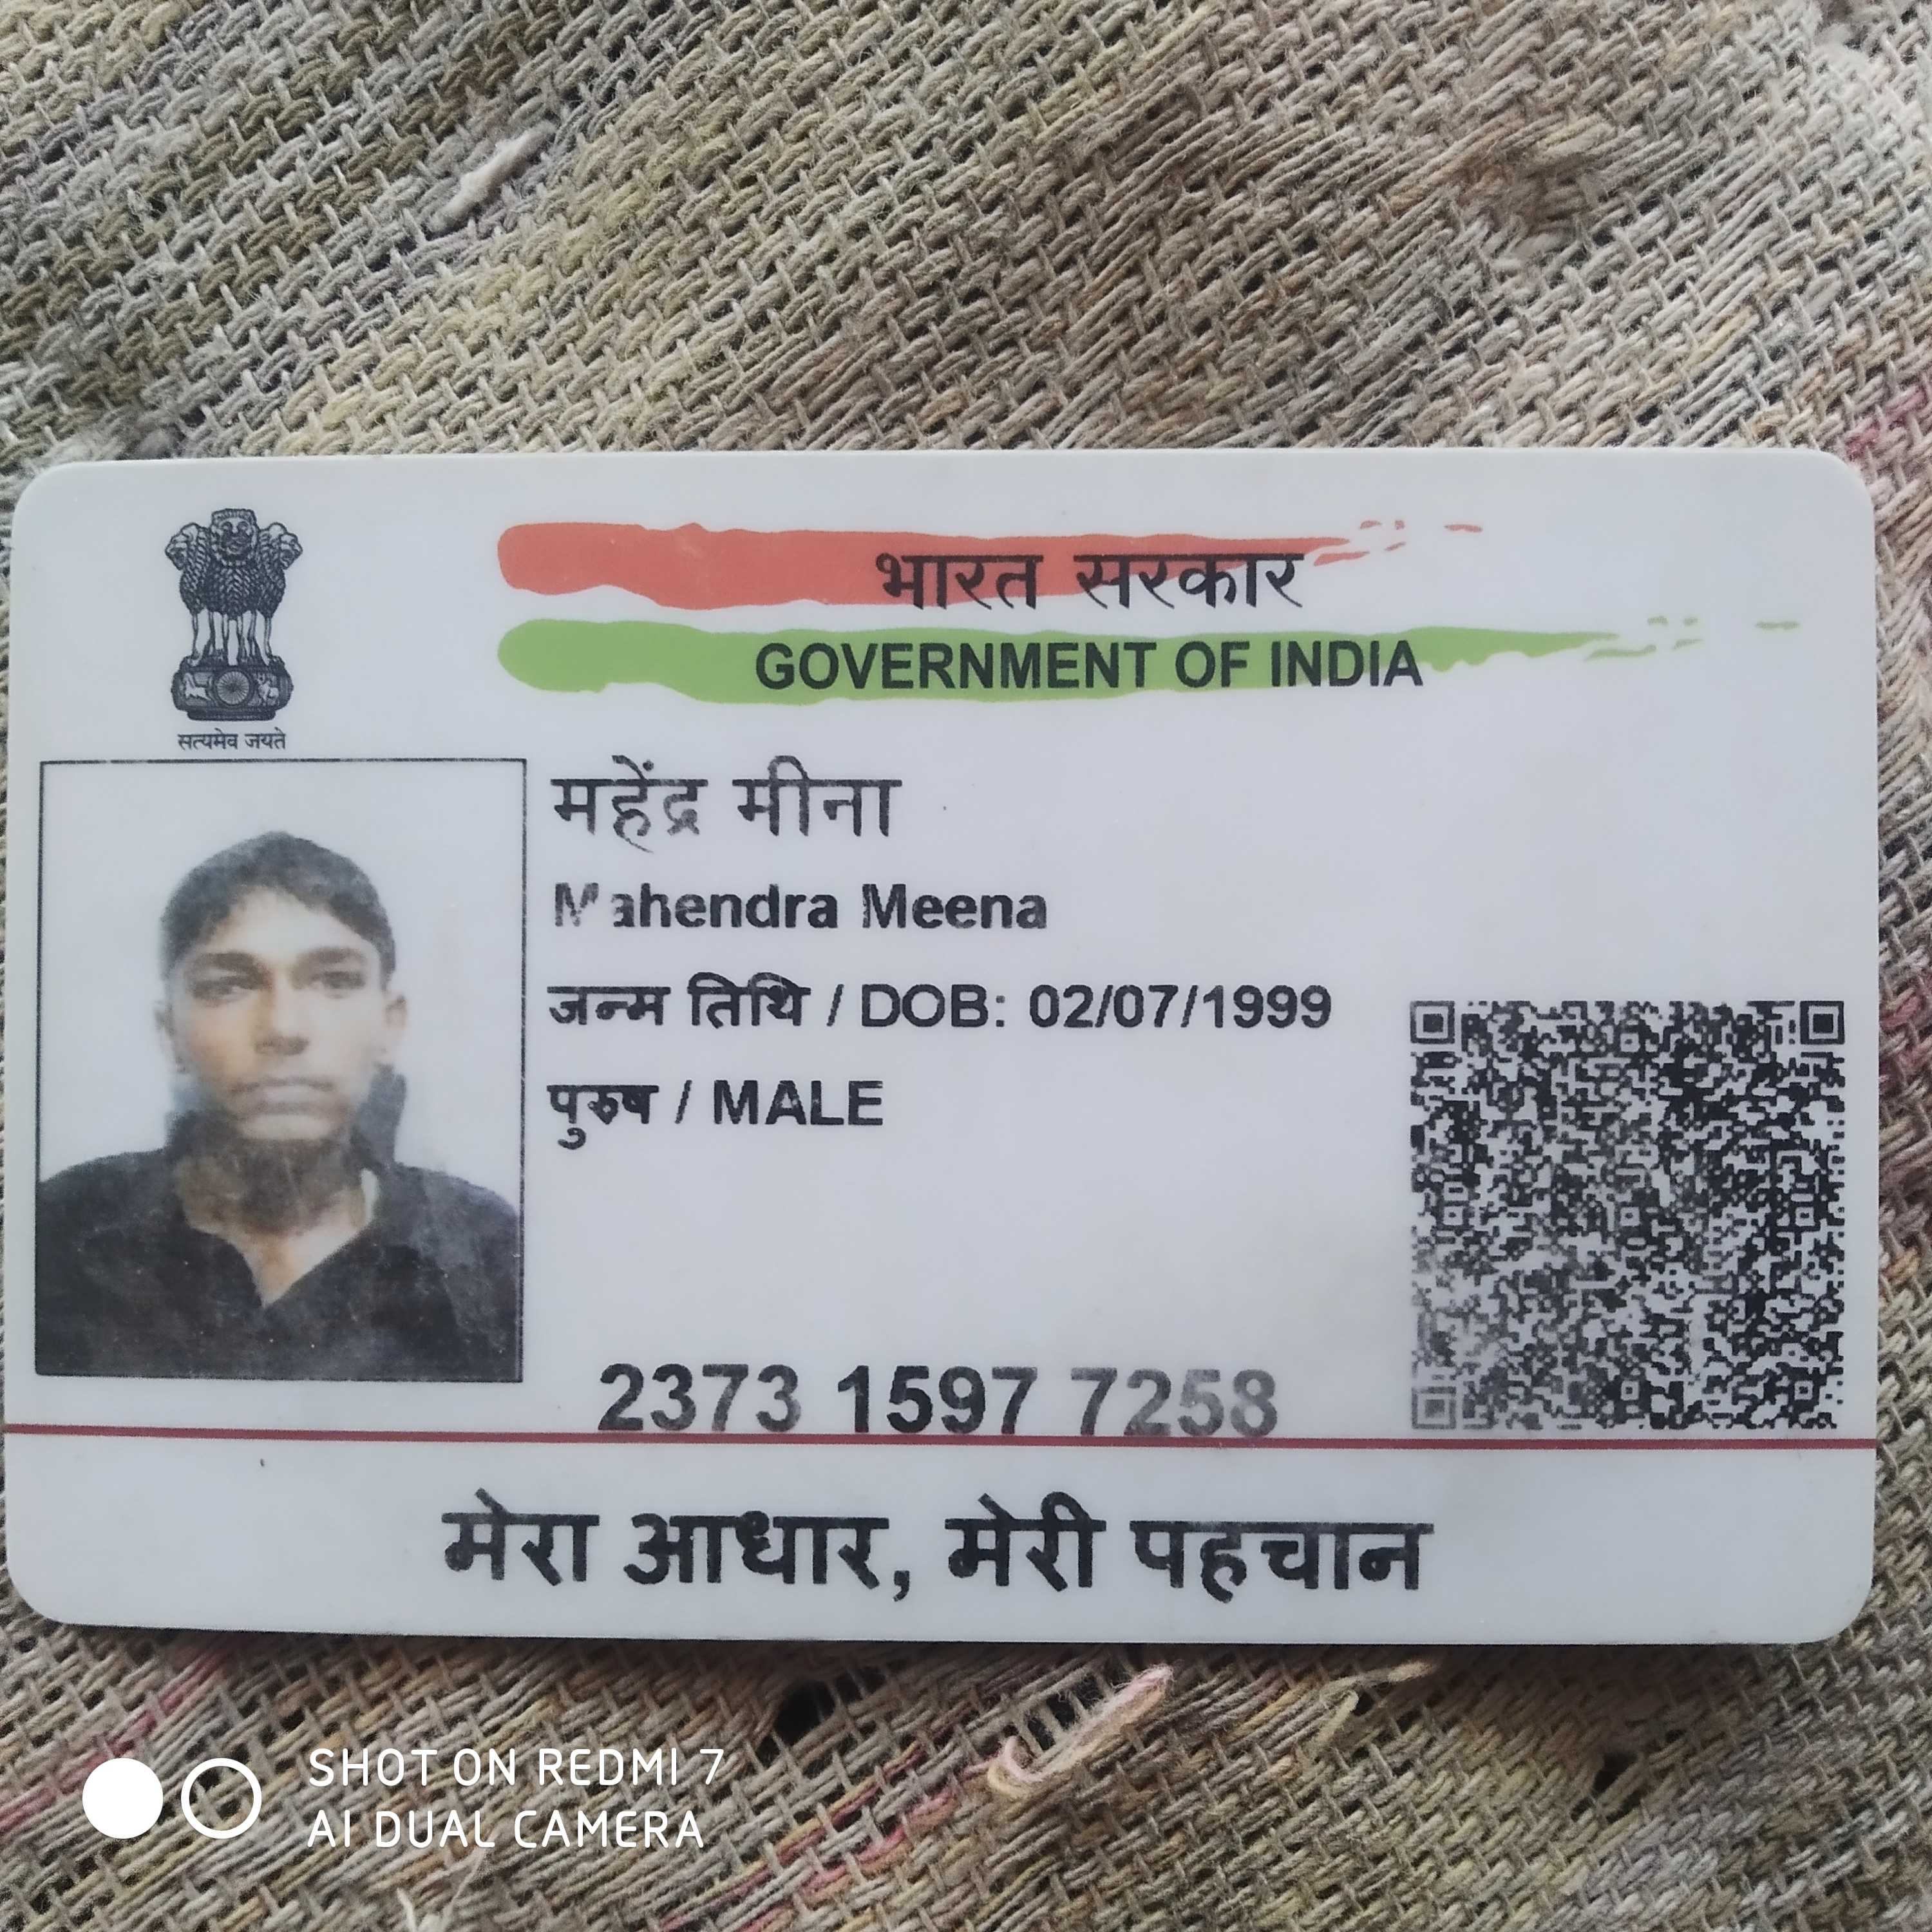 भारत सरकार
GOVERNMENT OF INDIA
सत्यमेव जयते
महेंद्र मीना
Mahendra Meena
जन्म तिथि / DOB: 02/07/1999
पुरुष / MALE
2373 1597 7258
मेरा आधार, मेरी पहचान
SHOT ON REDMI 7
AI DUAL CAMERA